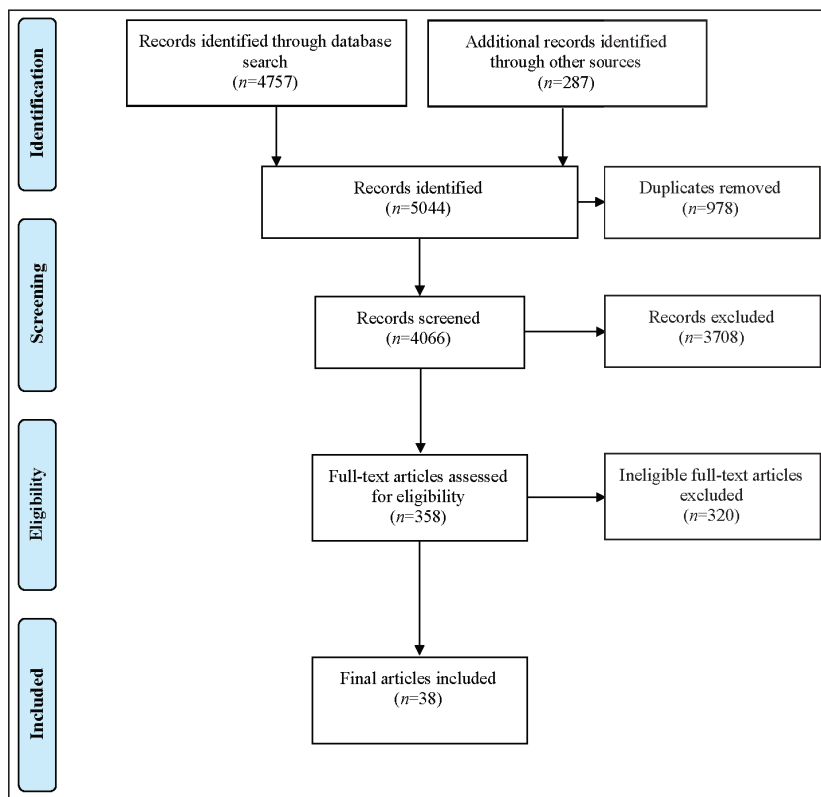 Identification
Records identified through database
search
(n=4757)
Additional records identified
through other sources
(n=287)
Records identified
(n=5044)
Duplicates removed
(n=978)
Screening
Records screened
(n=4066)
Records excluded
(n=3708)
Eligibility
Full-text articles assessed
for eligibility
(n=358)
Ineligible full-text articles
excluded
(n=320)
Included
Final articles included
(n=38)